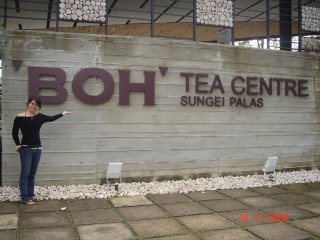 'BOH' TEA CENTRE
SUNGEI PALAS